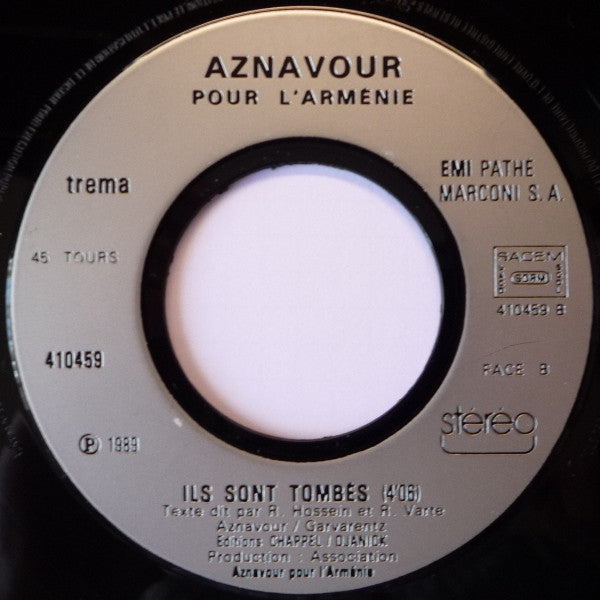 AZNAVOUR
POUR L'ARMÉNIE
trema
EMI PATHE
MARCONI S.A.
45 TOURS
SACEM
410459 B
410459
FACE B
stéréo
Ⓟ 1989
ILS SONT TOMBÉS (4'06)
Texte dit par R. Hossein et R. Varte
Aznavour / Garvarentz
Editions: CHAPPEL / DJANICK
Production : Association
Aznavour pour l'Arménie